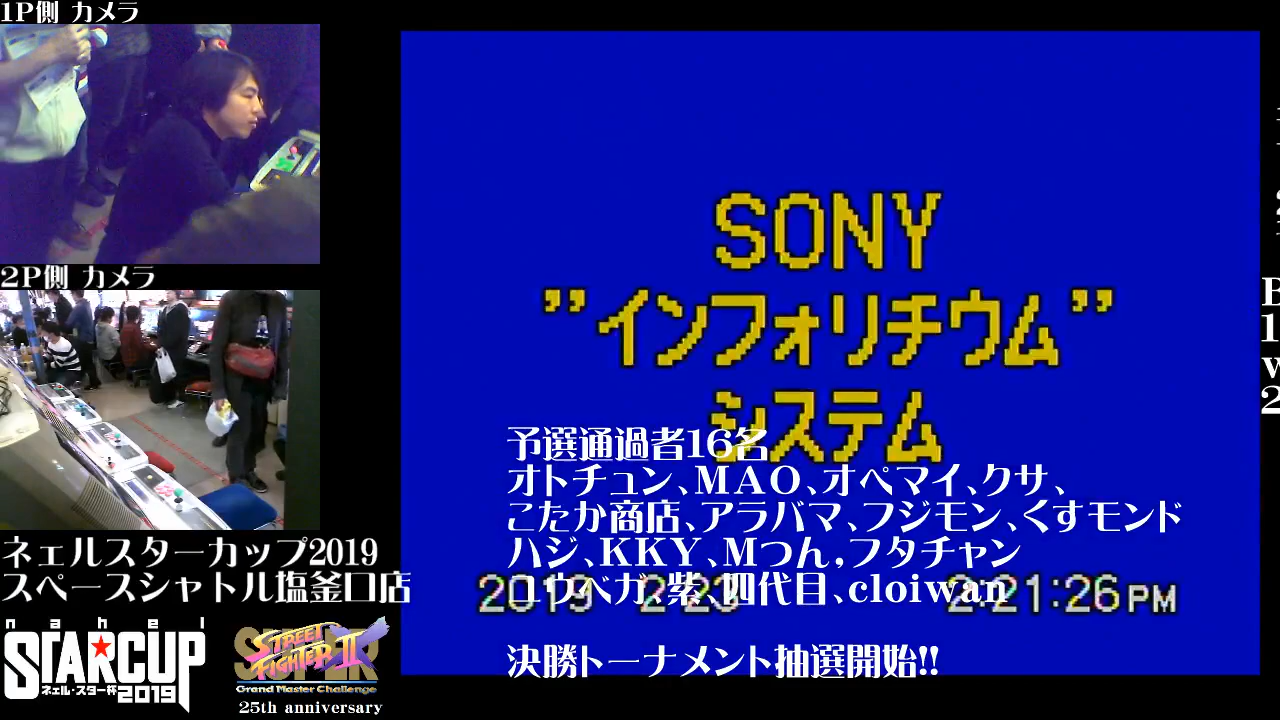 1P側 カメラ
2P側 カメラ
ネェルスターカップ2019
スペースシャトル塩釜口店
nahel
STARCUP
ネェル・スター杯 2019
SUPER
STREET FIGHTER II X
Grand Master Challenge
25th anniversary
SONY
"インフォリチウム"
システム
予選通過者16名
オトチュン、MAO、オペマイ、クサ、
こたか商店、アラバマ、フジモン、くすモンド
ハジ、KKY、Mつん,フタチャン
ユウベガ、紫、四代目、cloiwan
2019 2 23 2:21:26PM
決勝トーナメント抽選開始!!